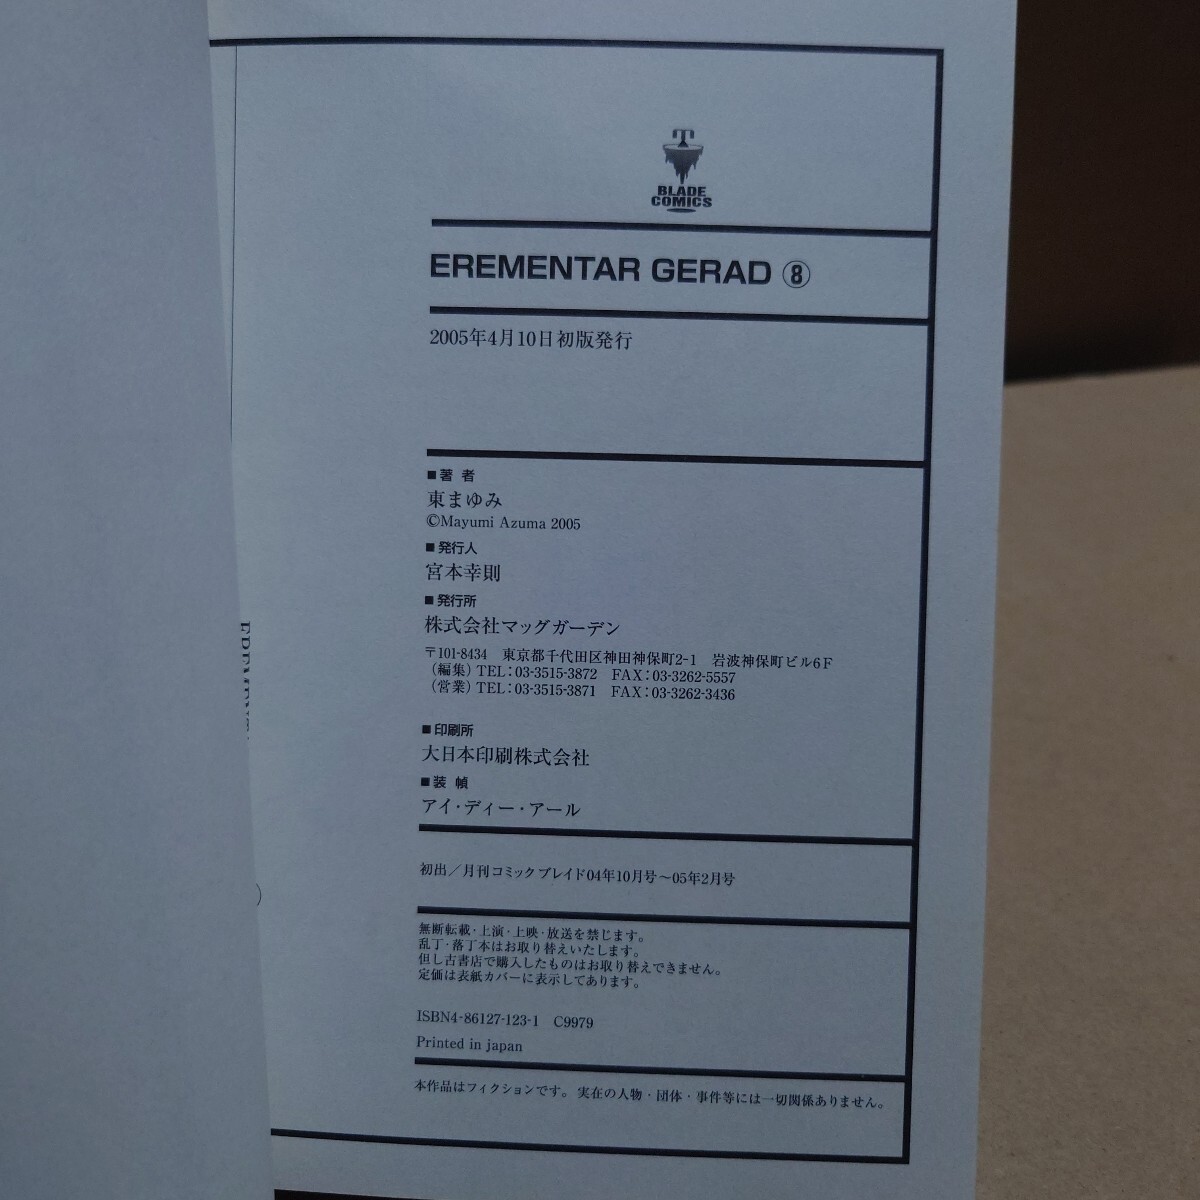 T
BLADE
COMICS
EREMENTAR GERAD ⑧
2005年4月10日初版発行
■著 者
東まゆみ
©Mayumi Azuma 2005
■発行人
宮本幸則
■発行所
株式会社マッグガーデン
〒101-8434 東京都千代田区神田神保町2-1 岩波神保町ビル6F
（編集）TEL：03-3515-3872 FAX：03-3262-5557
（営業）TEL：03-3515-3871 FAX：03-3262-3436
■印刷所
大日本印刷株式会社
■装 幀
アイ・ディー・アール
初出／月刊コミックブレイド04年10月号～05年2月号
無断転載・上演・上映・放送を禁じます。
乱丁・落丁本はお取り替えいたします。
但し古書店で購入したものはお取り替えできません。
定価は表紙カバーに表示してあります。
ISBN4-86127-123-1 C9979
Printed in japan
本作品はフィクションです。実在の人物・団体・事件等には一切関係ありません。